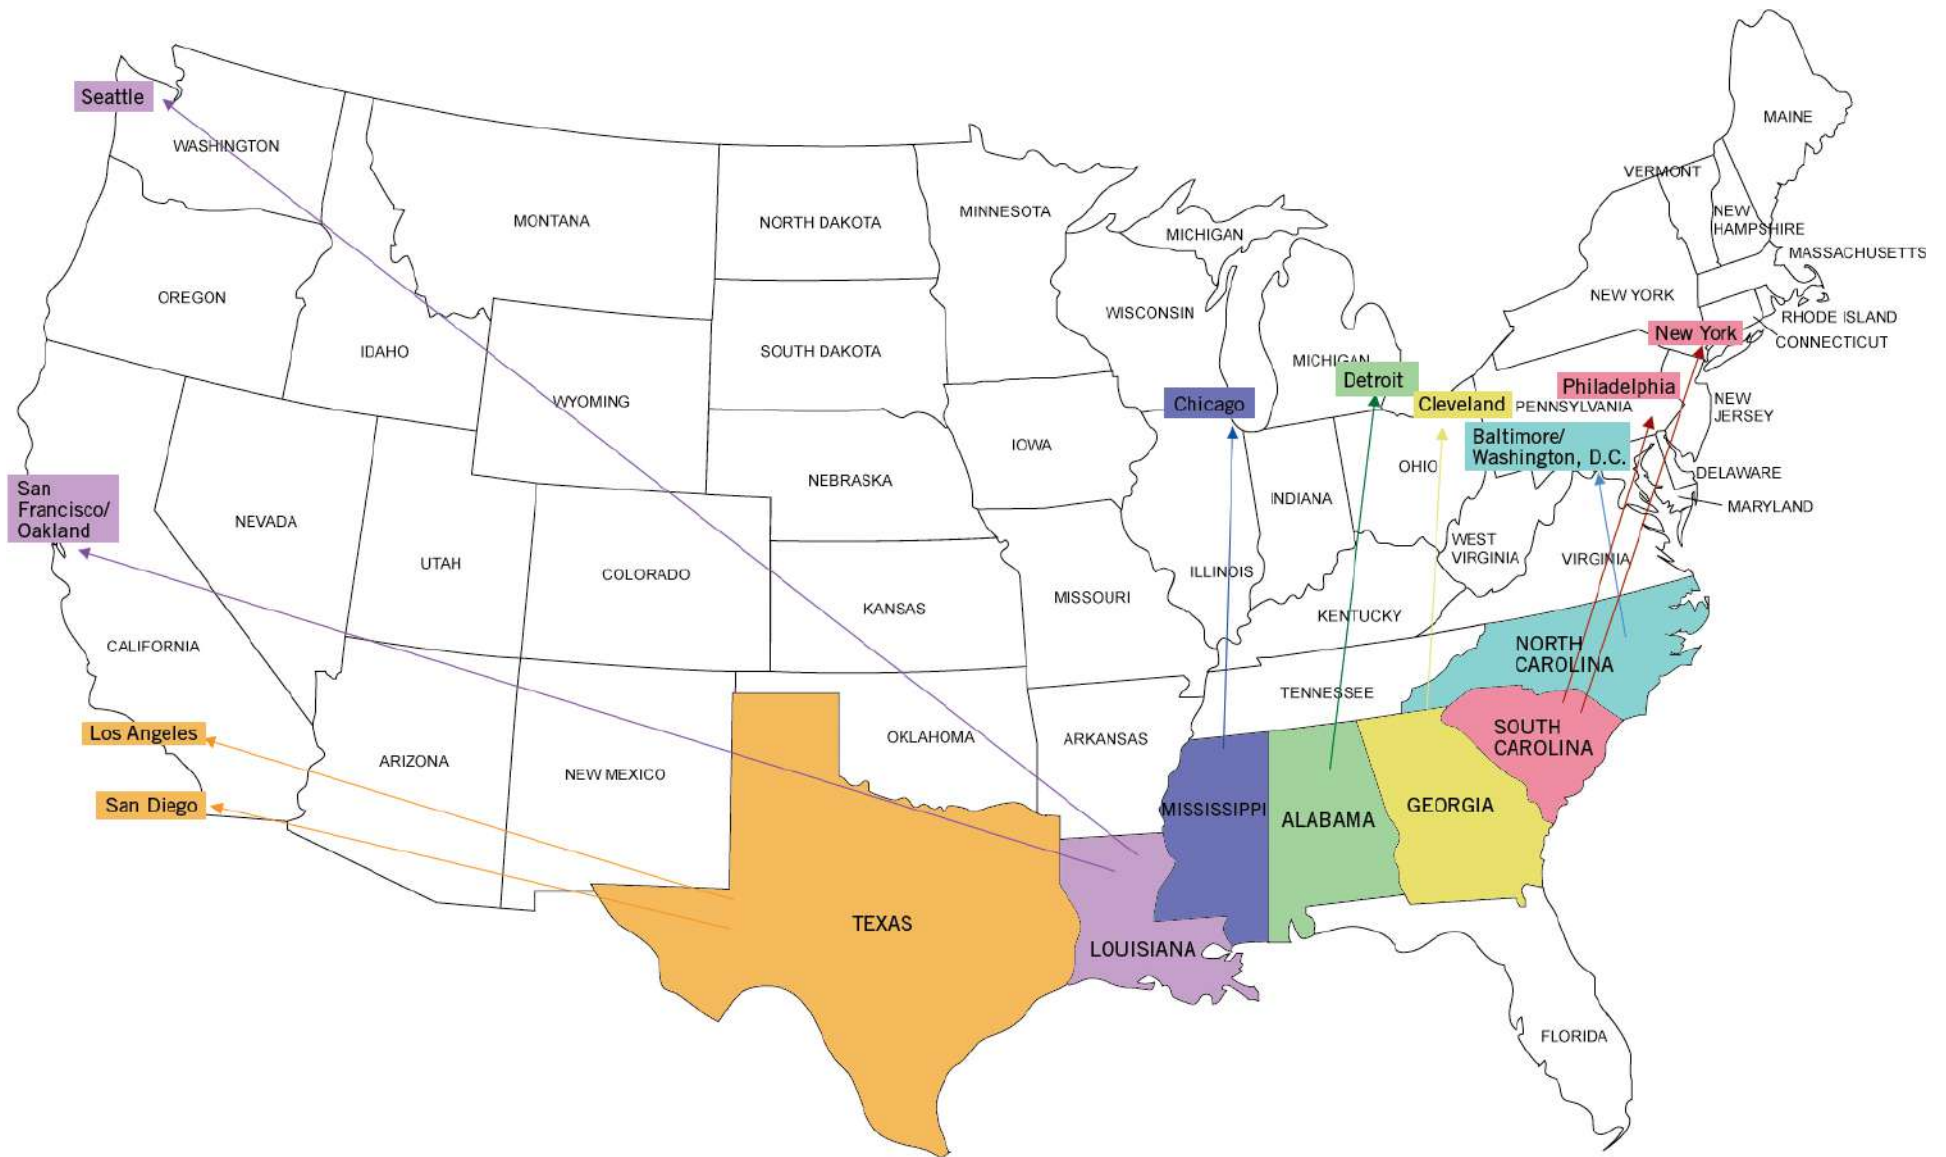 MAINE
Seattle
WASHINGTON
VERMONT
MONTANA
NORTH DAKOTA
MINNESOTA
MICHIGAN
NEW
HAMPSHIRE
MASSACHUSETTS
OREGON
NEW YORK
WISCONSIN
RHODE ISLAND
New York
CONNECTICUT
IDAHO
SOUTH DAKOTA
MICHIGAN
Detroit
Philadelphia
WYOMING
Chicago
Cleveland
PENNSYLVANIA
NEW
JERSEY
IOWA
Baltimore/
Washington, D.C.
OHIO
DELAWARE
San
Francisco/
Oakland
NEBRASKA
INDIANA
MARYLAND
NEVADA
WEST
VIRGINIA
VIRGINIA
UTAH
COLORADO
ILLINOIS
KANSAS
MISSOURI
KENTUCKY
CALIFORNIA
NORTH
CAROLINA
TENNESSEE
Los Angeles
OKLAHOMA
ARKANSAS
SOUTH
CAROLINA
ARIZONA
NEW MEXICO
San Diego
MISSISSIPPI
ALABAMA
GEORGIA
TEXAS
LOUISIANA
FLORIDA